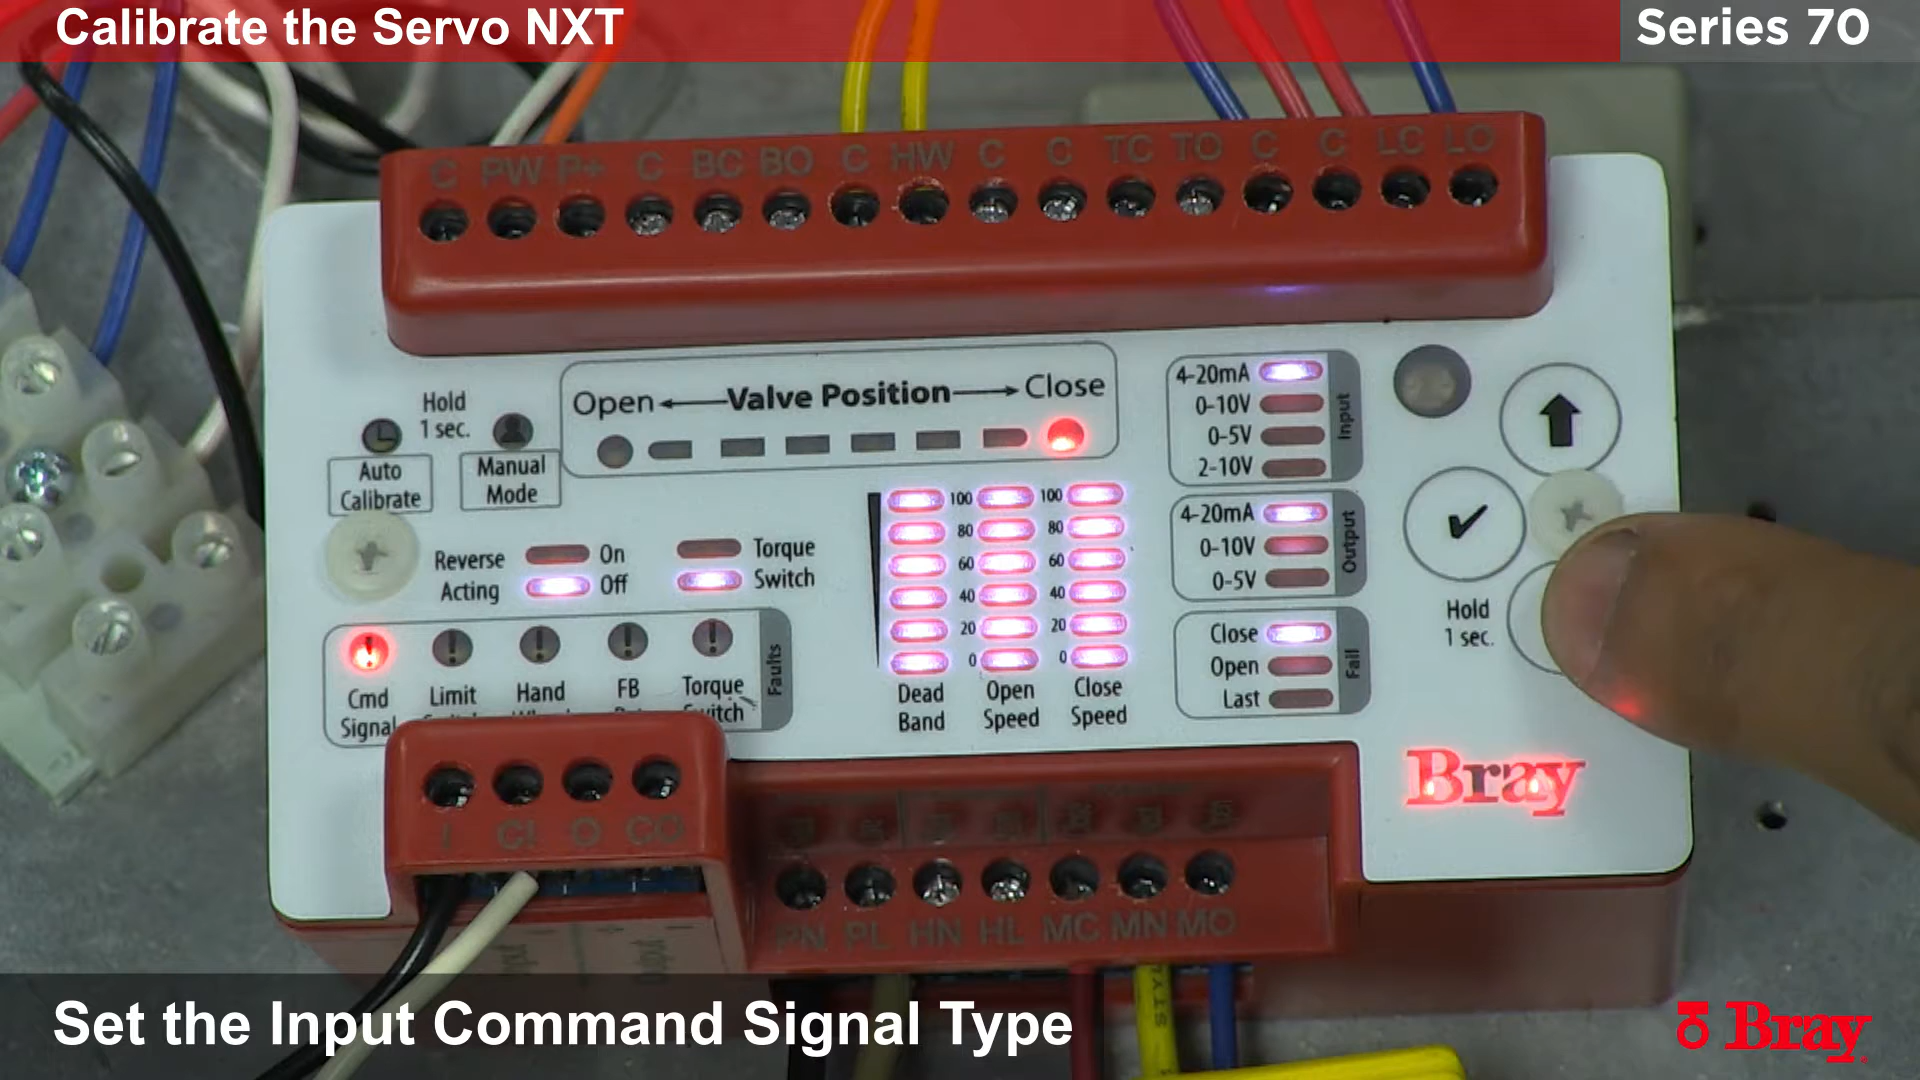 Calibrate the Servo NXT
Series 70
C PW P+ C BC BO C HW C C TC TO C C LC LO
Open Valve Position Close
Hold
1 sec.
Auto
Calibrate
Manual
Mode
4-20mA
0-10V
0-5V
2-10V
Input
Reverse
Acting
On
Off
Torque
Switch
100 100
80 80
60 60
40 40
20 20
0 0
Dead
Band
Open
Speed
Close
Speed
4-20mA
0-10V
0-5V
Output
Hold
1 sec.
Close
Open
Last
Fail
Cmd
Signal
Limit
Hand
FB
Torque
Switch
Faults
Bray
I CI O CO
PN PL HN HL MC MN MO
Set the Input Command Signal Type
Bray